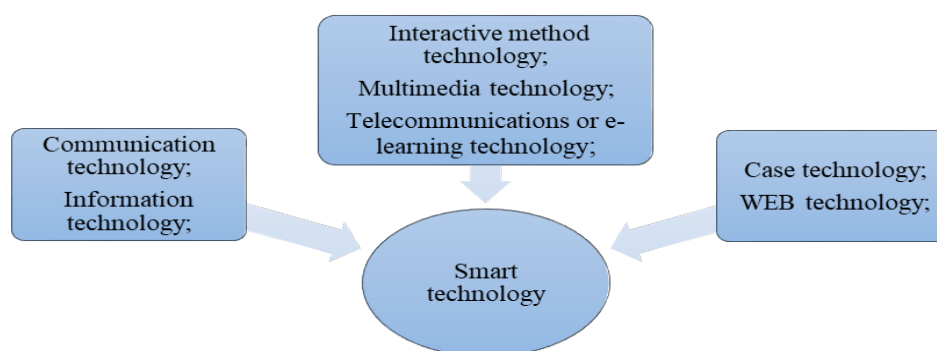 Interactive method
technology;
Multimedia technology;
Telecommunications or e-
learning technology;
Communication
technology;
Information
technology;
Case technology;
WEB technology;
Smart
technology